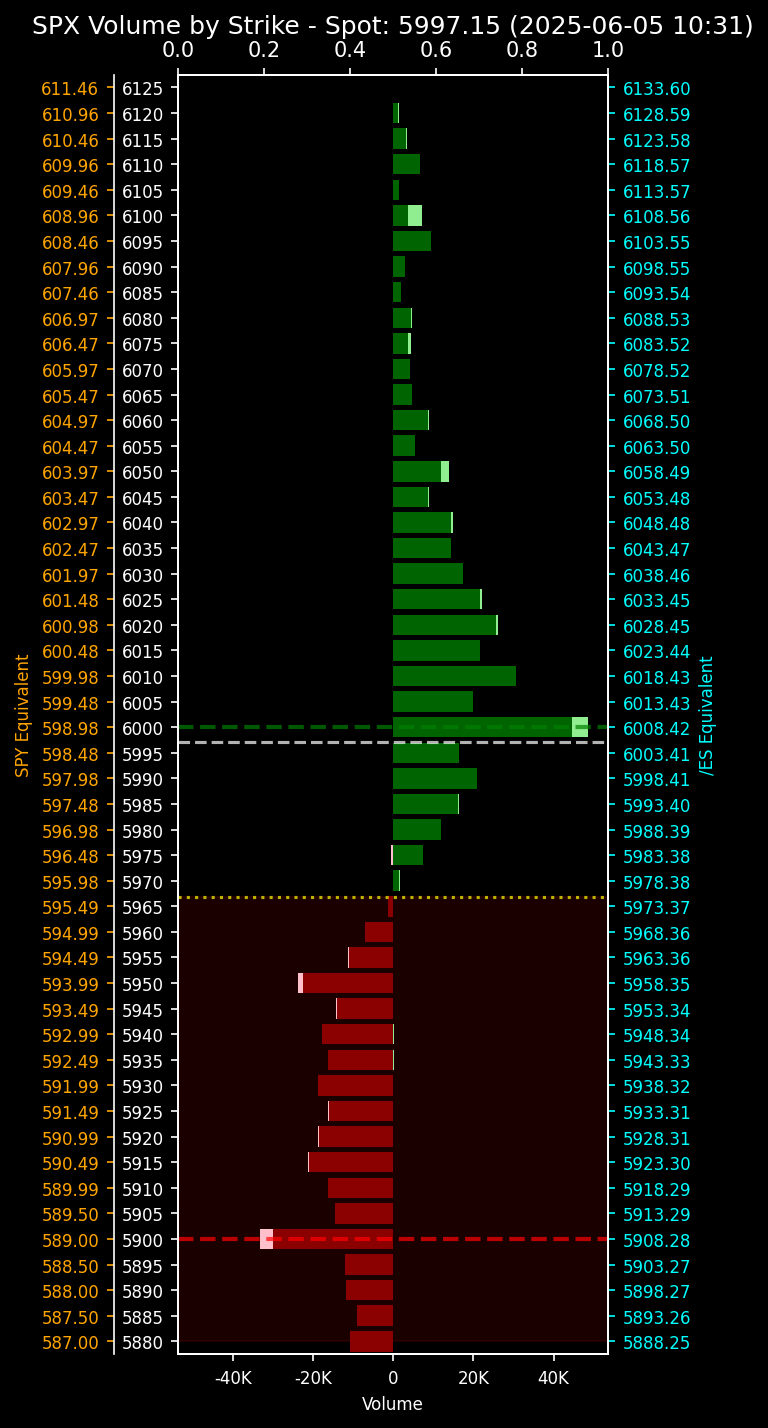 SPX Volume by Strike - Spot: 5997.15 (2025-06-05 10:31)
0.0 0.2 0.4 0.6 0.8 1.0
611.46 6125 6133.60
610.96 6120 6128.59
610.46 6115 6123.58
609.96 6110 6118.57
609.46 6105 6113.57
608.96 6100 6108.56
608.46 6095 6103.55
607.96 6090 6098.55
607.46 6085 6093.54
606.97 6080 6088.53
606.47 6075 6083.52
605.97 6070 6078.52
605.47 6065 6073.51
604.97 6060 6068.50
604.47 6055 6063.50
603.97 6050 6058.49
603.47 6045 6053.48
602.97 6040 6048.48
602.47 6035 6043.47
601.97 6030 6038.46
601.48 6025 6033.45
600.98 6020 6028.45
600.48 6015 6023.44
599.98 6010 6018.43
599.48 6005 6013.43
598.98 6000 6008.42
598.48 5995 6003.41
597.98 5990 5998.41
597.48 5985 5993.40
596.98 5980 5988.39
596.48 5975 5983.38
595.98 5970 5978.38
595.49 5965 5973.37
594.99 5960 5968.36
594.49 5955 5963.36
593.99 5950 5958.35
593.49 5945 5953.34
592.99 5940 5948.34
592.49 5935 5943.33
591.99 5930 5938.32
591.49 5925 5933.31
590.99 5920 5928.31
590.49 5915 5923.30
589.99 5910 5918.29
589.50 5905 5913.29
589.00 5900 5908.28
588.50 5895 5903.27
588.00 5890 5898.27
587.50 5885 5893.26
587.00 5880 5888.25
SPY Equivalent
/ES Equivalent
-40K -20K 0 20K 40K
Volume